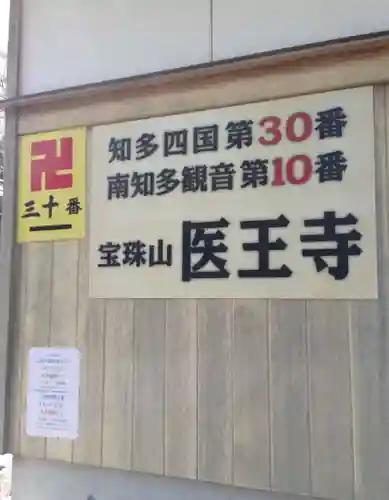 卍
三十番
知多四国第30番
南知多観音第10番
宝珠山 医王寺